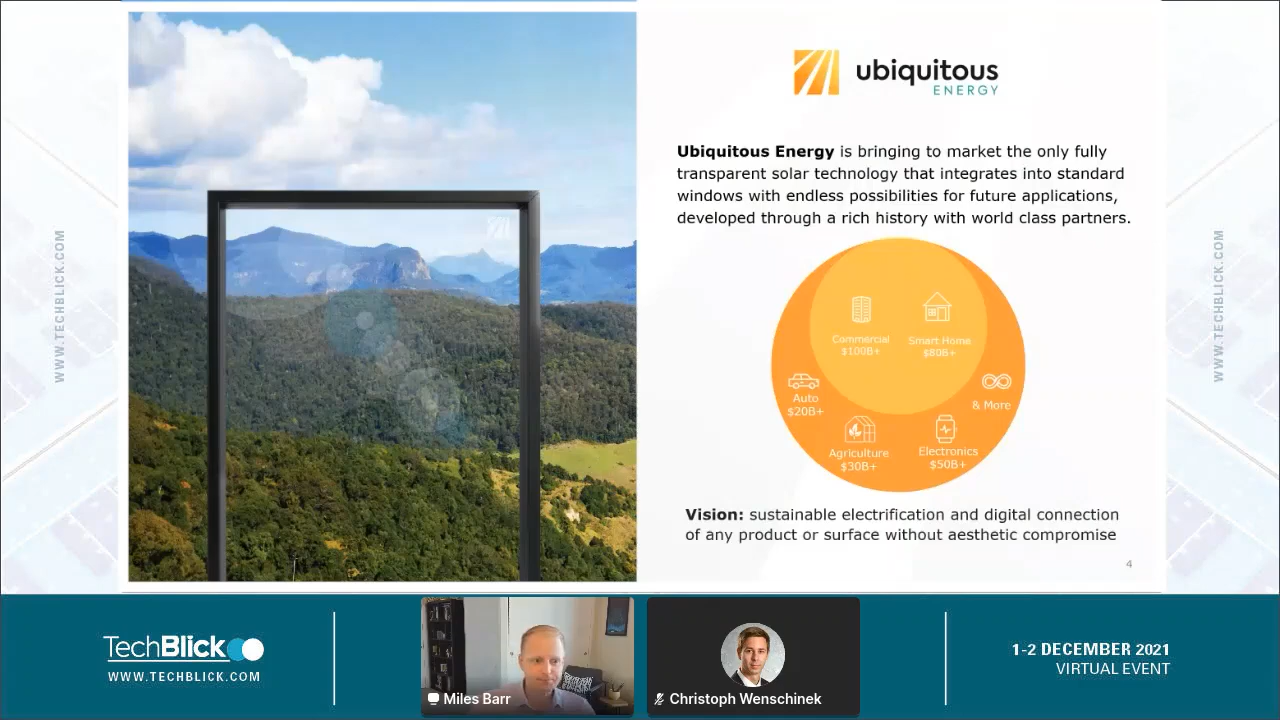 ubiquitous
ENERGY
Ubiquitous Energy is bringing to market the only fully
transparent solar technology that integrates into standard
windows with endless possibilities for future applications,
developed through a rich history with world class partners.
Commercial
$100B+
Smart Home
$80B+
Auto
$20B+
& More
Agriculture
$30B+
Electronics
$50B+
Vision: sustainable electrification and digital connection
of any product or surface without aesthetic compromise
4
WWW.TECHBLICK.COM
WWW.TECHBLICK.COM
TechBlick
WWW.TECHBLICK.COM
Miles Barr
Christoph Wenschinek
1-2 DECEMBER 2021
VIRTUAL EVENT